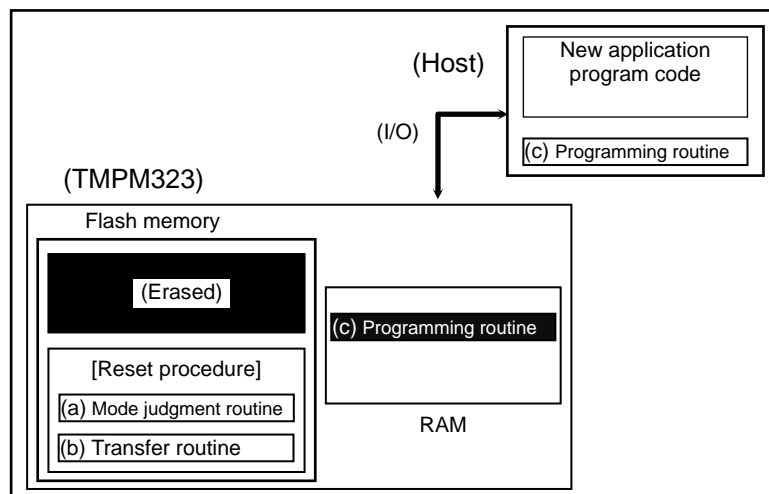 (Host)
New application
program code
(I/O)
(c) Programming routine
(TMPM323)
Flash memory
(Erased)
(c) Programming routine
[Reset procedure]
(a) Mode judgment routine
(b) Transfer routine
RAM